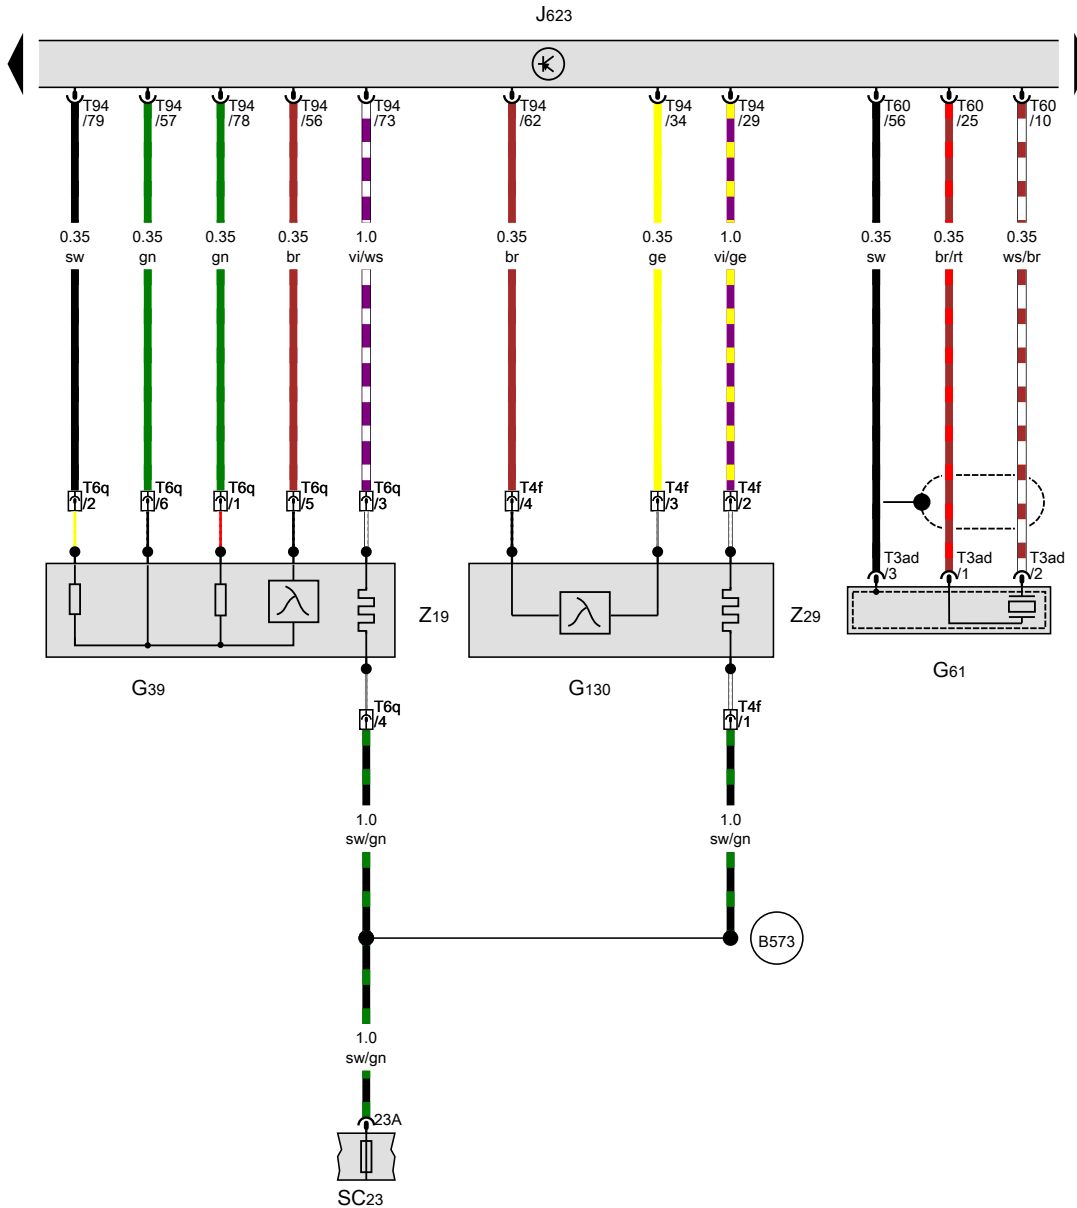 J623
T94 T94 T94 T94 T94 T94 T94 T94 T60 T60 T60
/79 /57 /78 /56 /73 /62 /34 /29 /56 /25 /10
0.35 0.35 0.35 0.35 1.0 0.35 0.35 1.0 0.35 0.35 0.35
sw gn gn br vi/ws br ge vi/ge sw br/rt ws/br
T6q T6q T6q T6q T6q T4f T4f T4f
/2 /6 /1 /5 /3 /4 /3 /2
T3ad T3ad T3ad
/3 /1 /2
Z19 Z29
G61
G39 G130
T6q T4f
/4 /1
1.0 1.0
sw/gn sw/gn
B573
1.0
sw/gn
23A
SC23